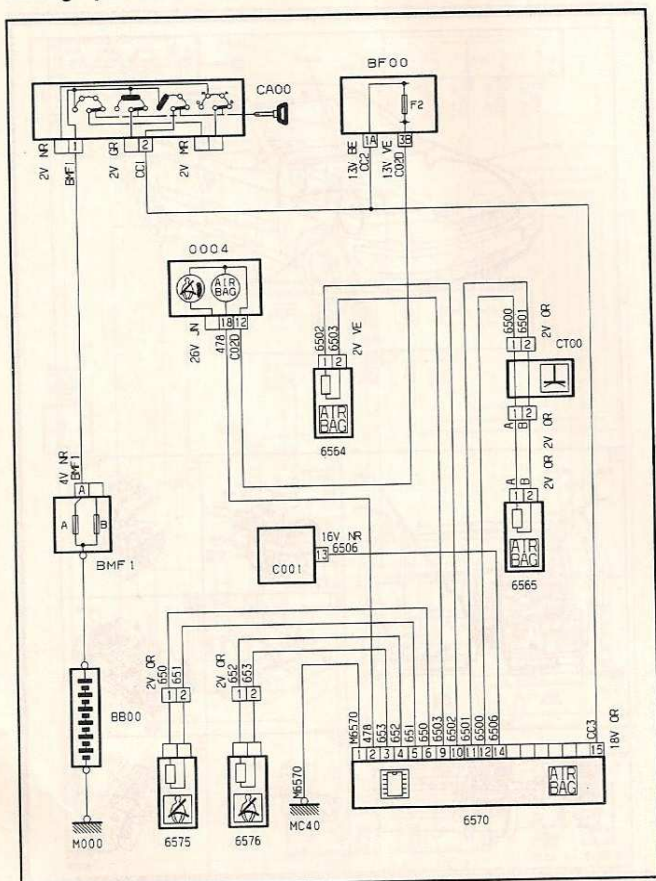 CA00
2V NR
1
BMF1
2V GR
2
CC1
2V MR
BF00
F2
1A
3B
13V BE
CC2
13V VE
C02D
0004
AIR BAG
18
12
26V JN
478
C02D
6502
6503
2V VE
1
2
AIR BAG
6564
6500
6501
2V OR
1
2
CT00
1
2
A
B
2V OR
2V OR
A
B
1
2
AIR BAG
6565
4V NR
BMF1
A
A
B
BMF1
C001
13
16V NR
6506
BB00
M000
2V OR
650
651
1
2
6575
2V OR
652
653
1
2
6576
M6570
MC40
M6570
478
653
652
651
650
6503
6502
6501
6500
6506
CC3
18V OR
1
2
3
4
5
6
9
10
11
12
14
15
AIR BAG
6570